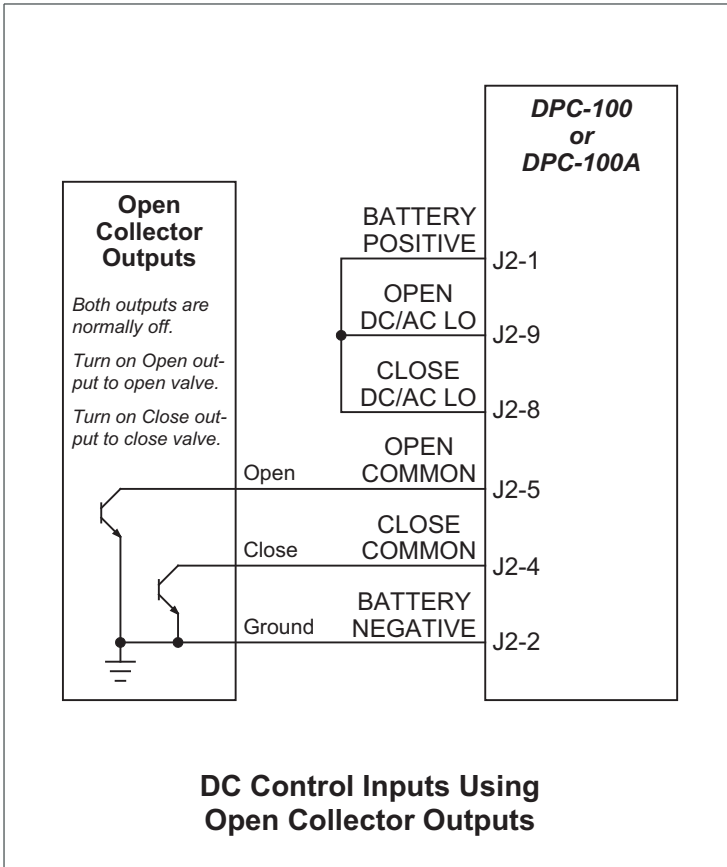 DPC-100
or
DPC-100A
Open
Collector
Outputs
Both outputs are
normally off.
Turn on Open out-
put to open valve.
Turn on Close out-
put to close valve.
BATTERY
POSITIVE
J2-1
OPEN
DC/AC LO
J2-9
CLOSE
DC/AC LO
J2-8
Open
OPEN
COMMON
J2-5
Close
CLOSE
COMMON
J2-4
Ground
BATTERY
NEGATIVE
J2-2
DC Control Inputs Using
Open Collector Outputs